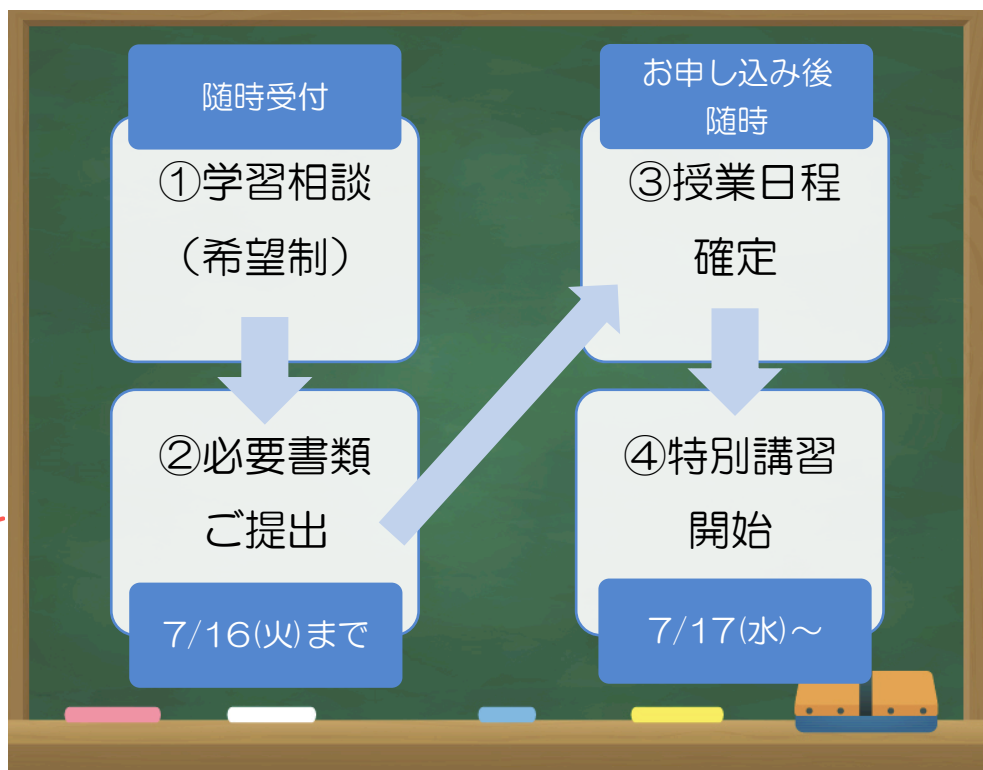 随時受付
①学習相談
（希望制）
②必要書類
ご提出
7/16(火)まで
お申し込み後
随時
③授業日程
確定
④特別講習
開始
7/17(水)～